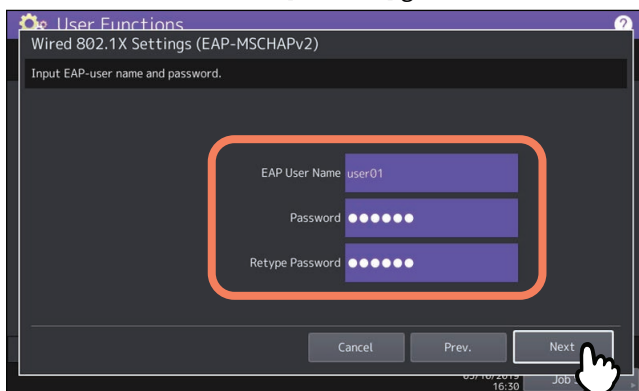 User Functions
?
Wired 802.1X Settings (EAP-MSCHAPv2)
Input EAP-user name and password.
EAP User Name user01
Password ●●●●●●
Retype Password ●●●●●●
Cancel Prev. Next
16:30 Job